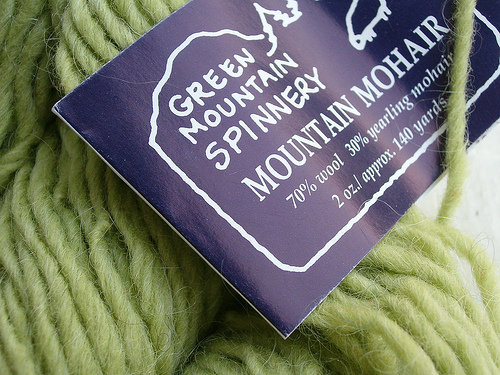 GREEN
MOUNTAIN
SPINNERY
MOUNTAIN MOHAIR
70% wool 30% yearling mohair
2 oz./ approx. 140 yards